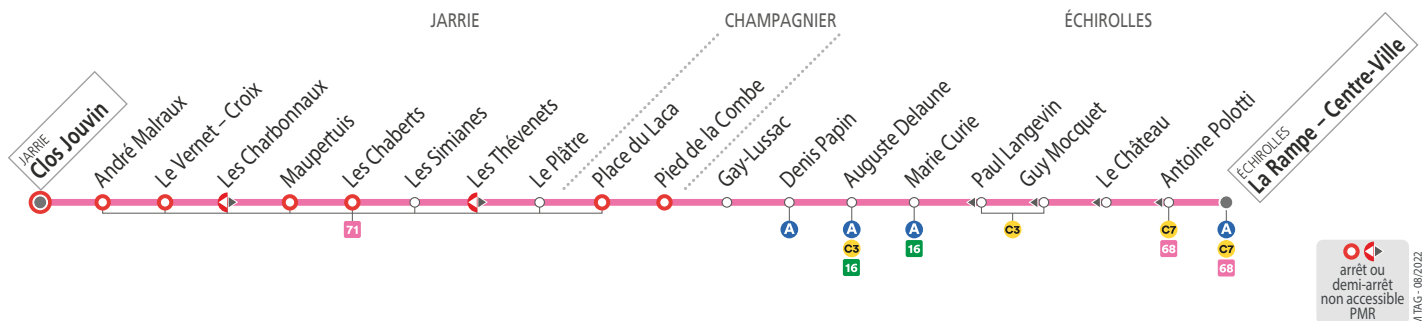 JARRIE
CHAMPAGNIER
ÉCHIROLLES
JARRIE
Clos Jouvin
André Malraux
Le Vernet – Croix
Les Charbonnaux
Maupertuis
Les Chaberts
Les Simianes
Les Thévenets
Le Plâtre
Place du Laca
Pied de la Combe
Gay-Lussac
Denis Papin
Auguste Delaune
Marie Curie
Paul Langevin
Guy Mocquet
Le Château
Antoine Polotti
ÉCHIROLLES
La Rampe – Centre-Ville
71
A
A
C3
16
A
16
C3
C7
68
A
C7
68
arrêt ou
demi-arrêt
non accessible
PMR
TAG - 08/2022